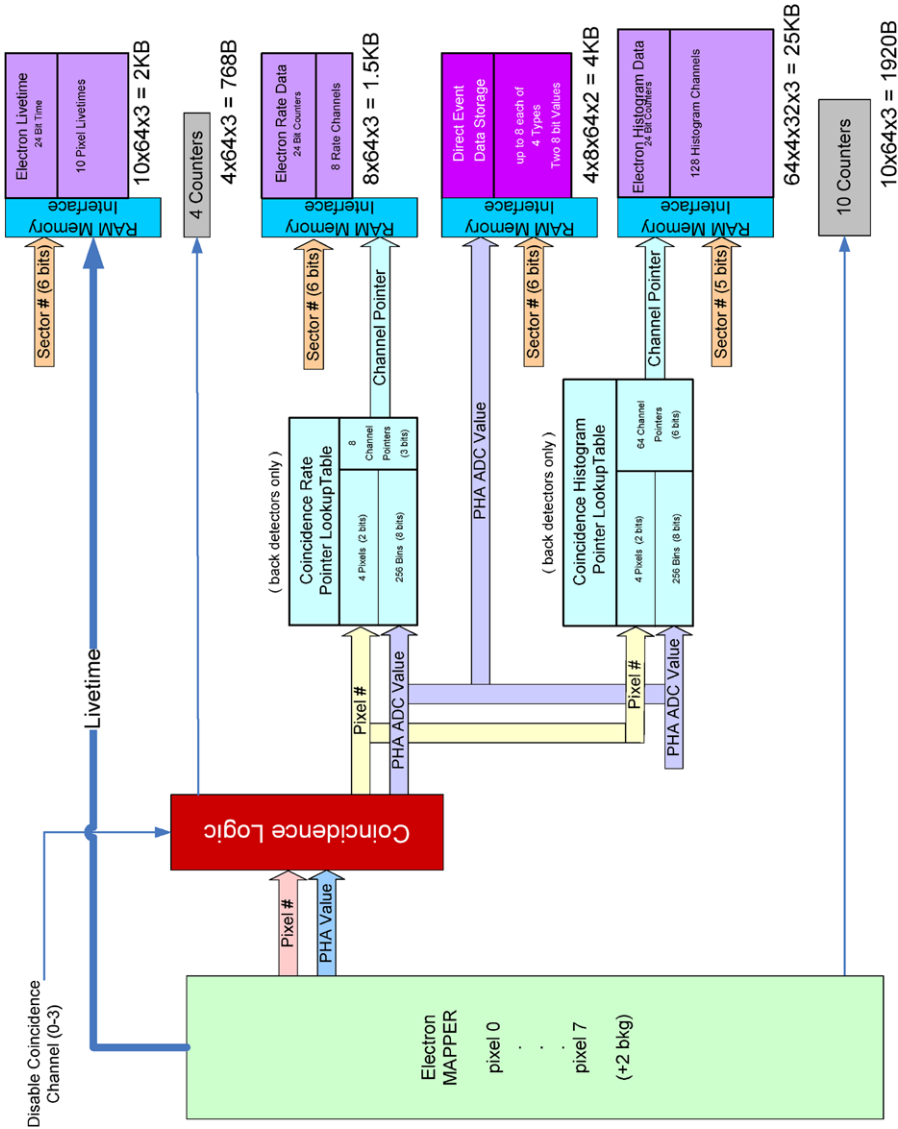 Disable Coincidence
Channel (0-3)
Livetime
Electron
MAPPER
pixel 0
.
.
.
pixel 7
(+2 bkg)
Pixel #
PHA Value
Coincidence Logic
Pixel #
PHA ADC Value
Pixel #
PHA ADC Value
PHA ADC Value
( back detectors only )
Coincidence Rate
Pointer LookupTable
4 Pixels (2 bits)
256 Bins (8 bits)
8
Channel
Pointers
(3 bits)
( back detectors only )
Coincidence Histogram
Pointer LookupTable
4 Pixels (2 bits)
256 Bins (8 bits)
64 Channel
Pointers
(6 bits)
Sector # (6 bits)
RAM Memory
Interface
Electron Livetime
24 Bit Time
10 Pixel Livetimes
10x64x3 = 2KB
4 Counters
4x64x3 = 768B
Sector # (6 bits)
Channel Pointer
RAM Memory
Interface
Electron Rate Data
24 Bit Counters
8 Rate Channels
8x64x3 = 1.5KB
Sector # (6 bits)
RAM Memory
Interface
Direct Event
Data Storage
up to 8 each of
4 Types
Two 8 bit Values
4x8x64x2 = 4KB
Channel Pointer
Sector # (5 bits)
RAM Memory
Interface
Electron Histogram Data
24 Bit Counters
128 Histogram Channels
64x4x32x3 = 25KB
10 Counters
10x64x3 = 1920B